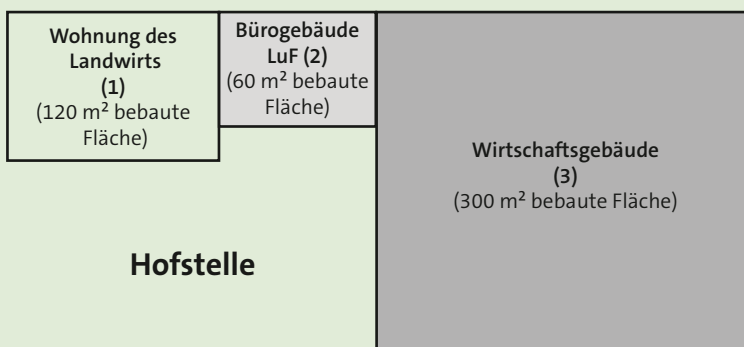 Wohnung des
Landwirts
(1)
(120 m² bebaute
Fläche)
Bürogebäude
LuF (2)
(60 m² bebaute
Fläche)
Wirtschaftsgebäude
(3)
(300 m² bebaute Fläche)
Hofstelle